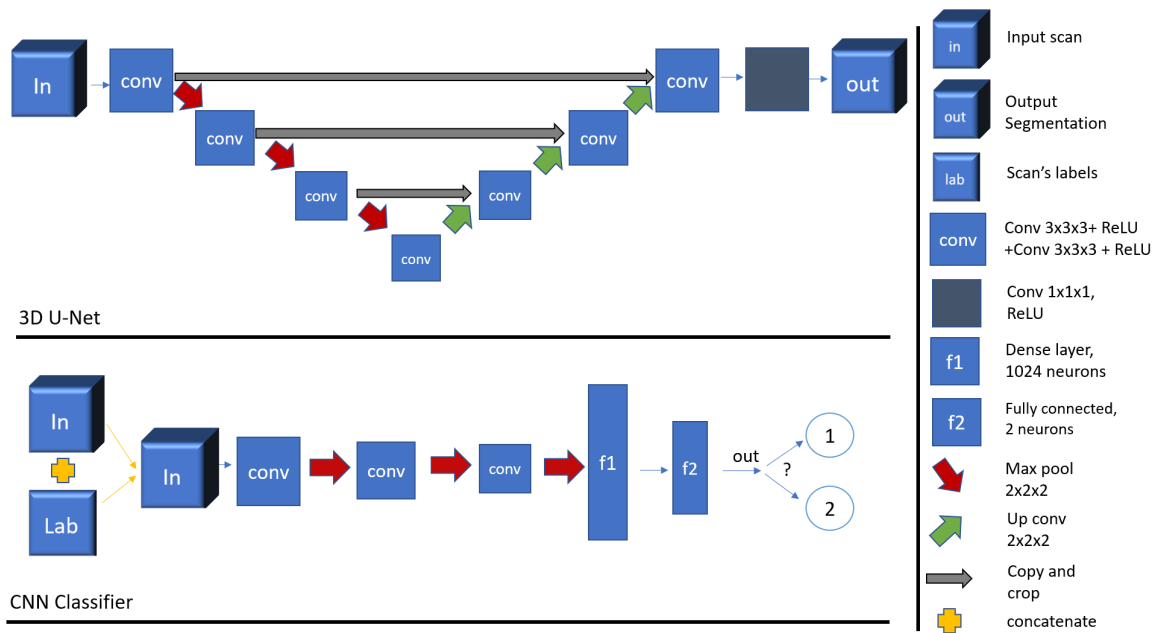 In
conv
conv
out
conv
conv
conv
conv
conv
3D U-Net
In
Lab
In
conv
conv
conv
f1
f2
out
?
1
2
CNN Classifier
in
Input scan
out
Output
Segmentation
lab
Scan's labels
conv
Conv 3x3x3+ ReLU
+Conv 3x3x3 + ReLU
Conv 1x1x1,
ReLU
f1
Dense layer,
1024 neurons
f2
Fully connected,
2 neurons
Max pool
2x2x2
Up conv
2x2x2
Copy and
crop
concatenate